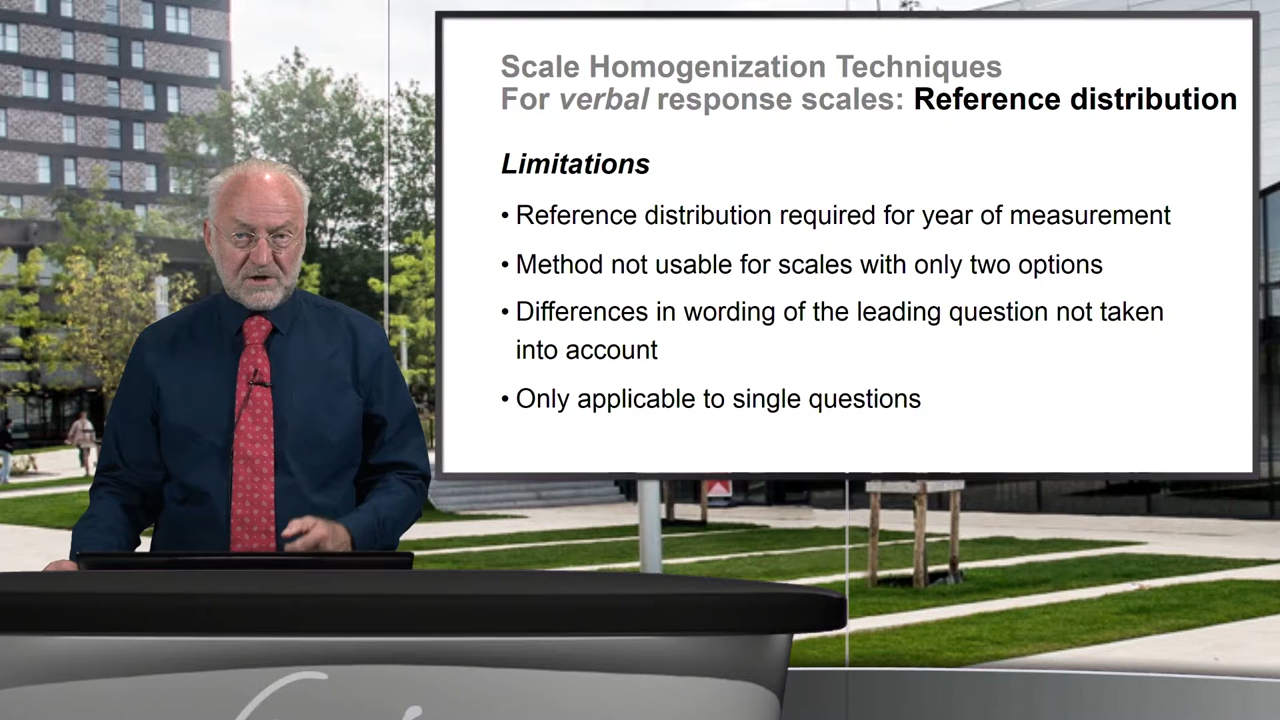 Scale Homogenization Techniques
For verbal response scales: Reference distribution
Limitations
• Reference distribution required for year of measurement
• Method not usable for scales with only two options
• Differences in wording of the leading question not taken
into account
• Only applicable to single questions